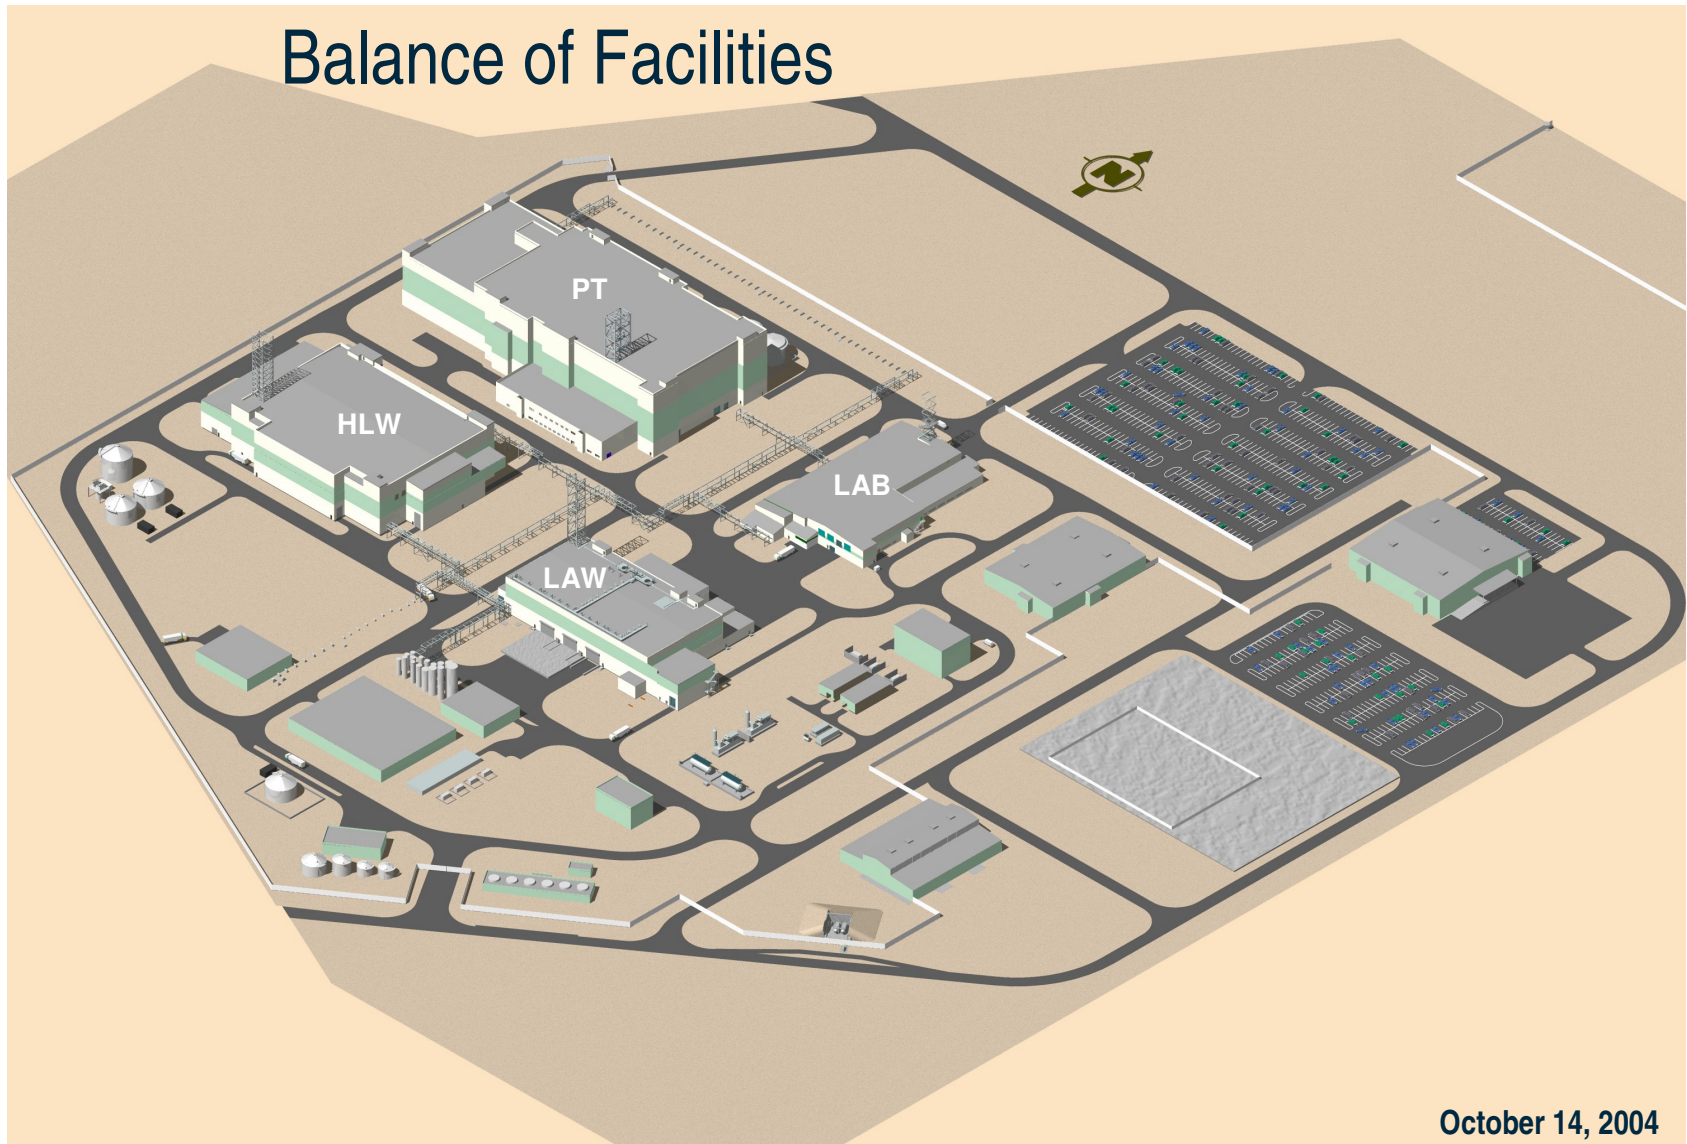 Balance of Facilities
N
PT
HLW
LAB
LAW
October 14, 2004